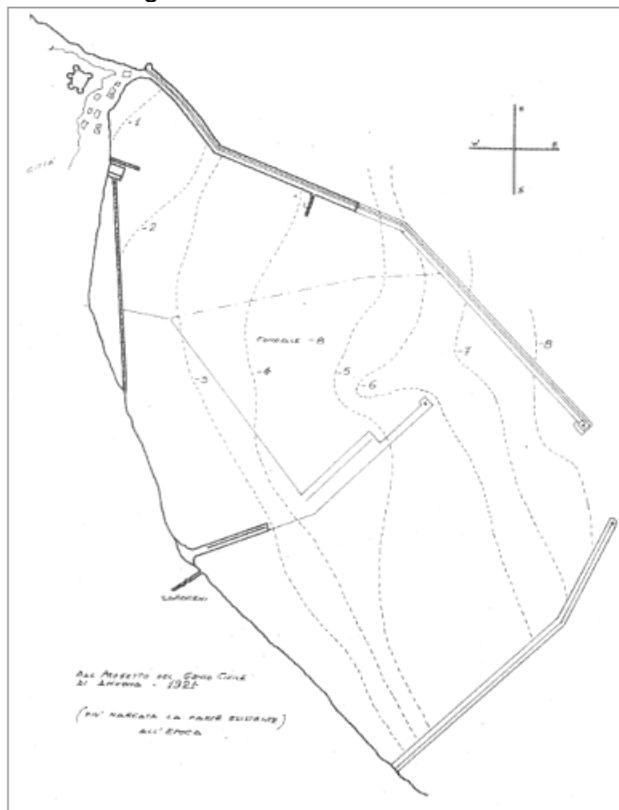 N
W E
S
CITTÀ
-1
-2
FONDALE -8
-3
-4
-5
-6
-7
-8
DAL PROGETTO DEL GENIO CIVILE
DI ANCONA - 1921
(PIU' MARCATA LA PARTE ESISTENTE)
ALL'EPOCA